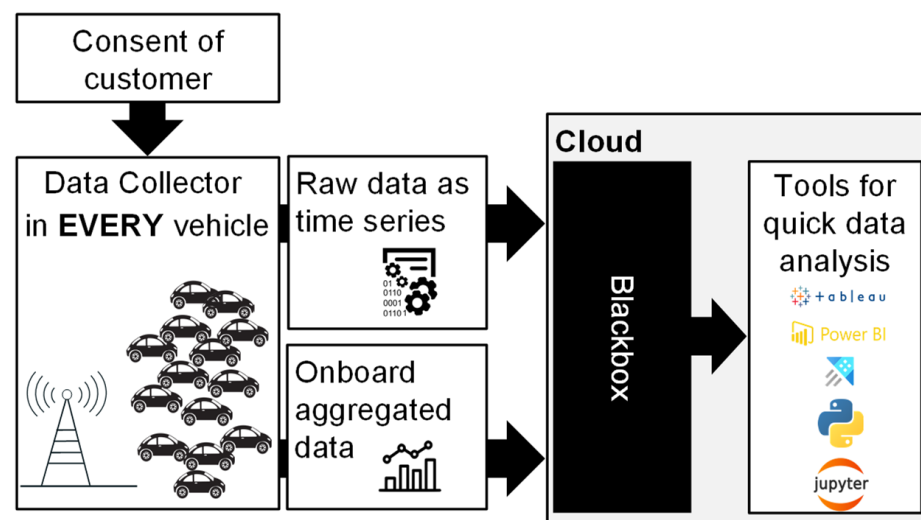 Consent of
customer
Data Collector
in EVERY vehicle
Raw data as
time series
01
0110
0001
01101
Onboard
aggregated
data
Cloud
Blackbox
Tools for
quick data
analysis
+ableau
Power BI
jupyter